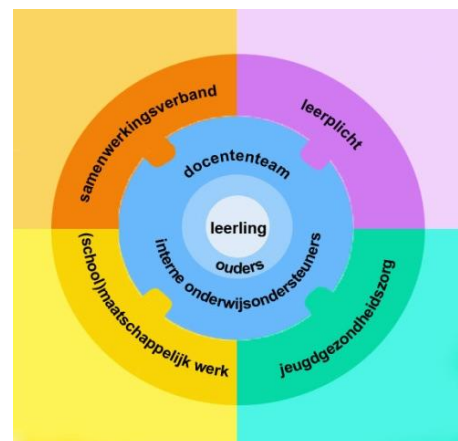 samenwerkingsverband
leerplicht
docententeam
leerling
ouders
interne onderwijsondersteuners
(school)maatschappelijk werk
jeugdgezondheidszorg